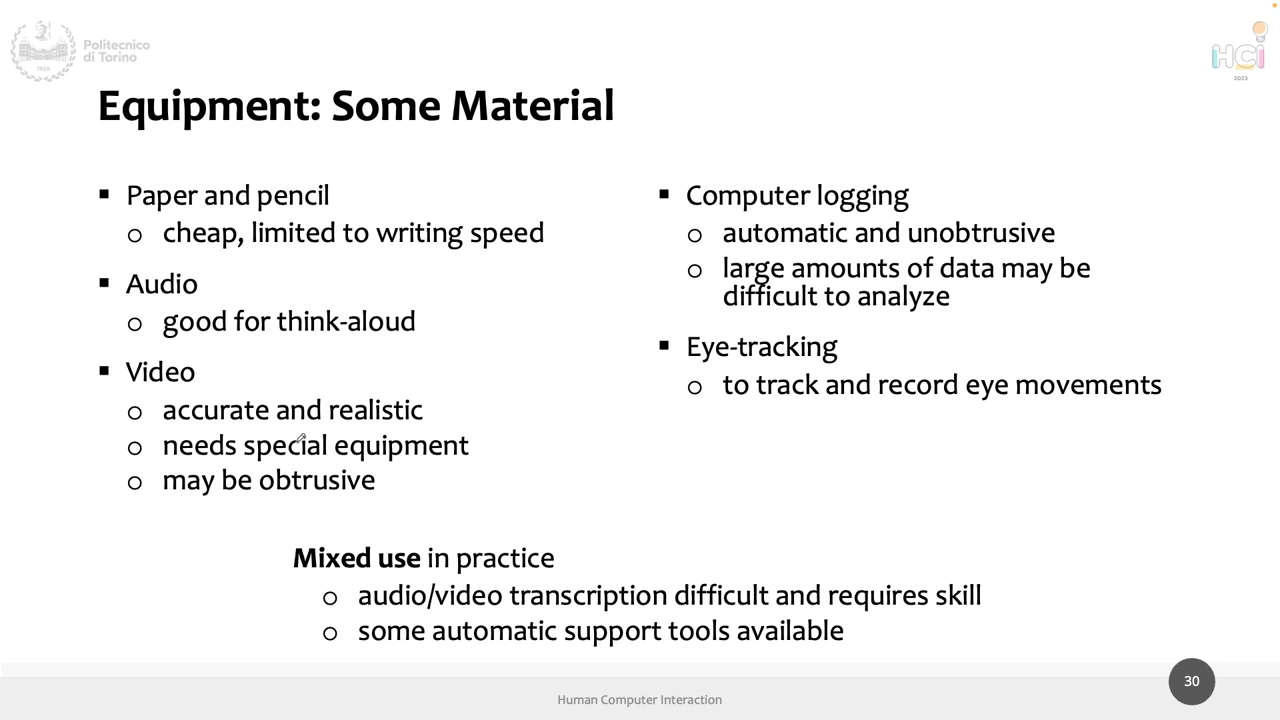 Politecnico
di Torino
1859
HCI
2023
Equipment: Some Material
▪ Paper and pencil
o cheap, limited to writing speed
▪ Audio
o good for think-aloud
▪ Video
o accurate and realistic
o needs special equipment
o may be obtrusive
▪ Computer logging
o automatic and unobtrusive
o large amounts of data may be
difficult to analyze
▪ Eye-tracking
o to track and record eye movements
Mixed use in practice
o audio/video transcription difficult and requires skill
o some automatic support tools available
Human Computer Interaction
30